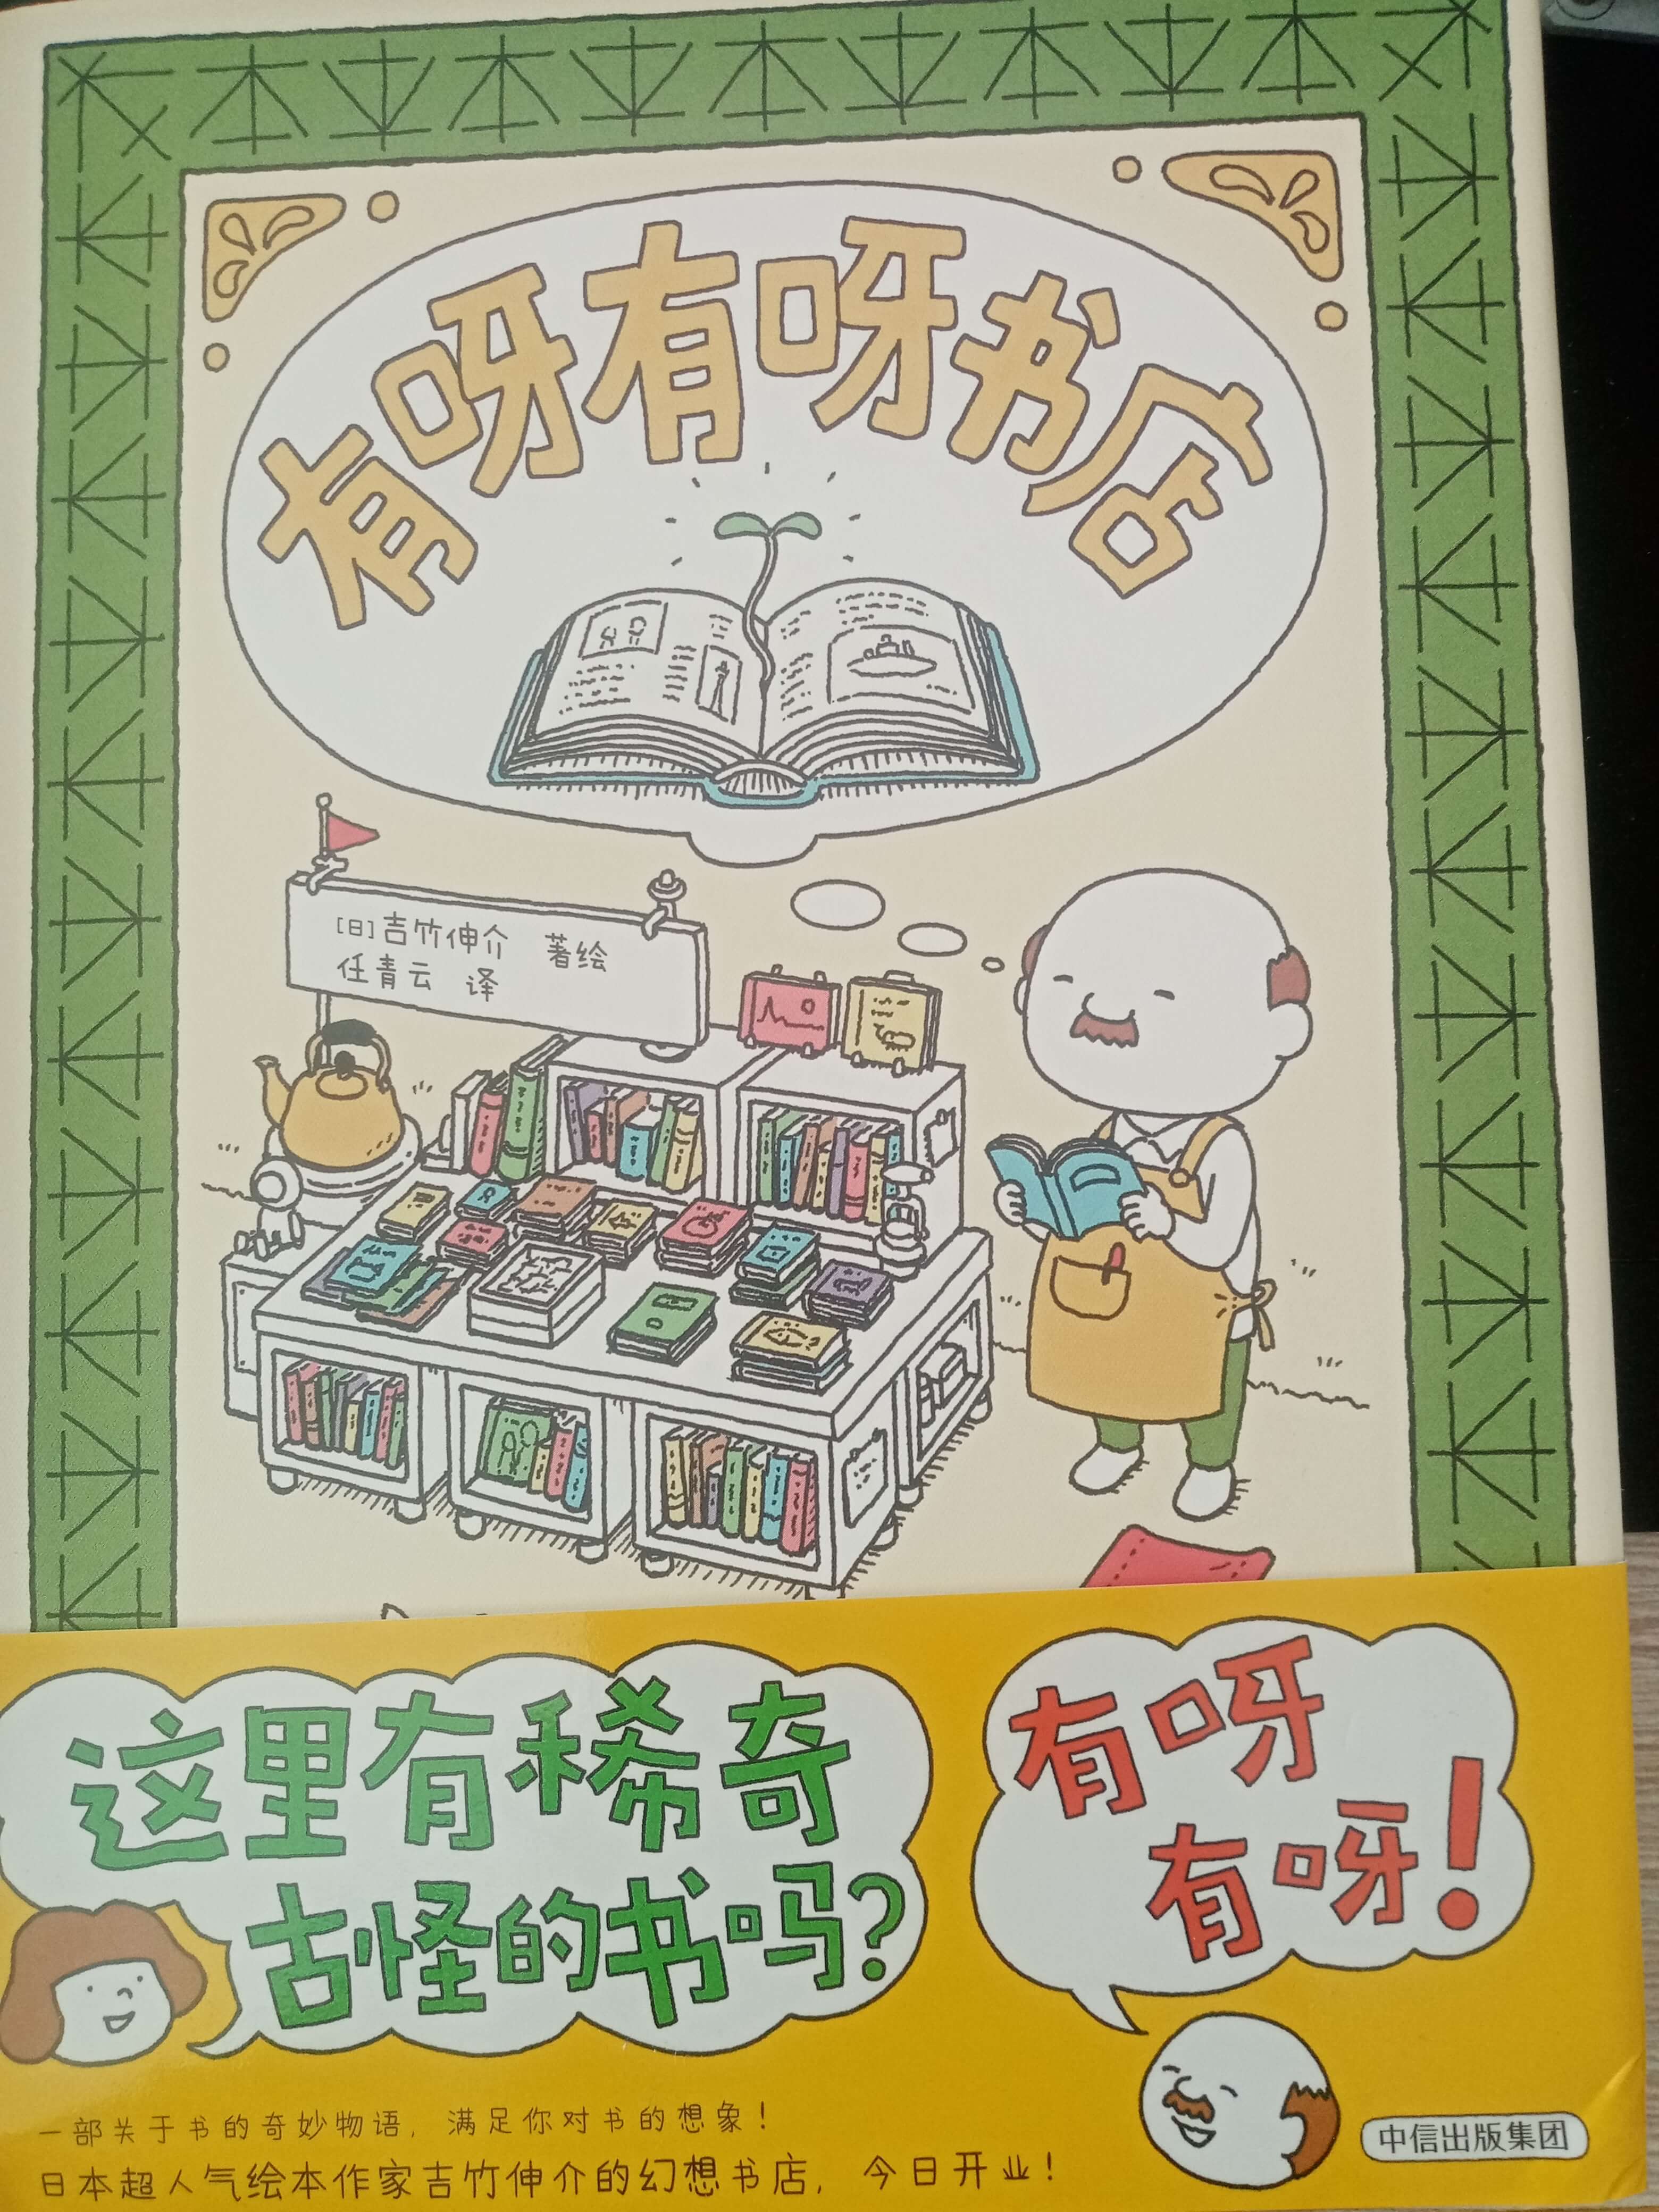 有呀有呀书店
[日]吉竹伸介 著绘
任青云 译
这里有稀奇
古怪的书吗?
有呀
有呀!
一部关于书的奇妙物语，满足你对书的想象！
日本超人气绘本作家吉竹伸介的幻想书店，今日开业！
中信出版集团